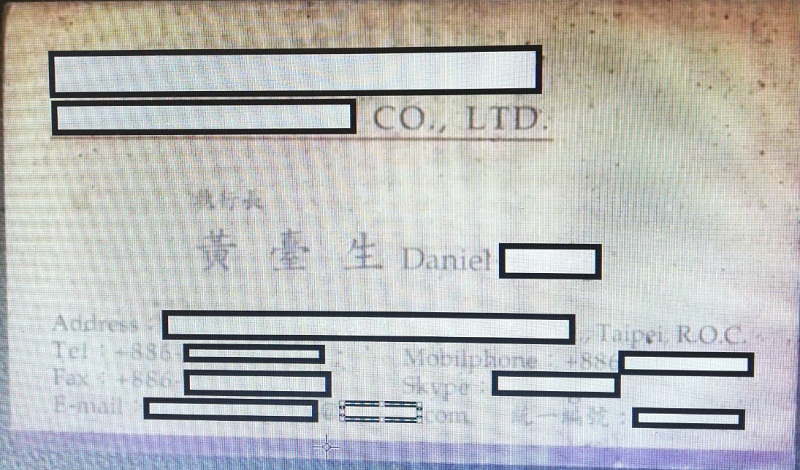 CO., LTD.
執行長
黃 臺 生 Daniel
Address : , Taipei, R.O.C.
Tel : +886- Mobilphone : +886
Fax : +886- Skype :
E-mail : @ .com 統一編號 :